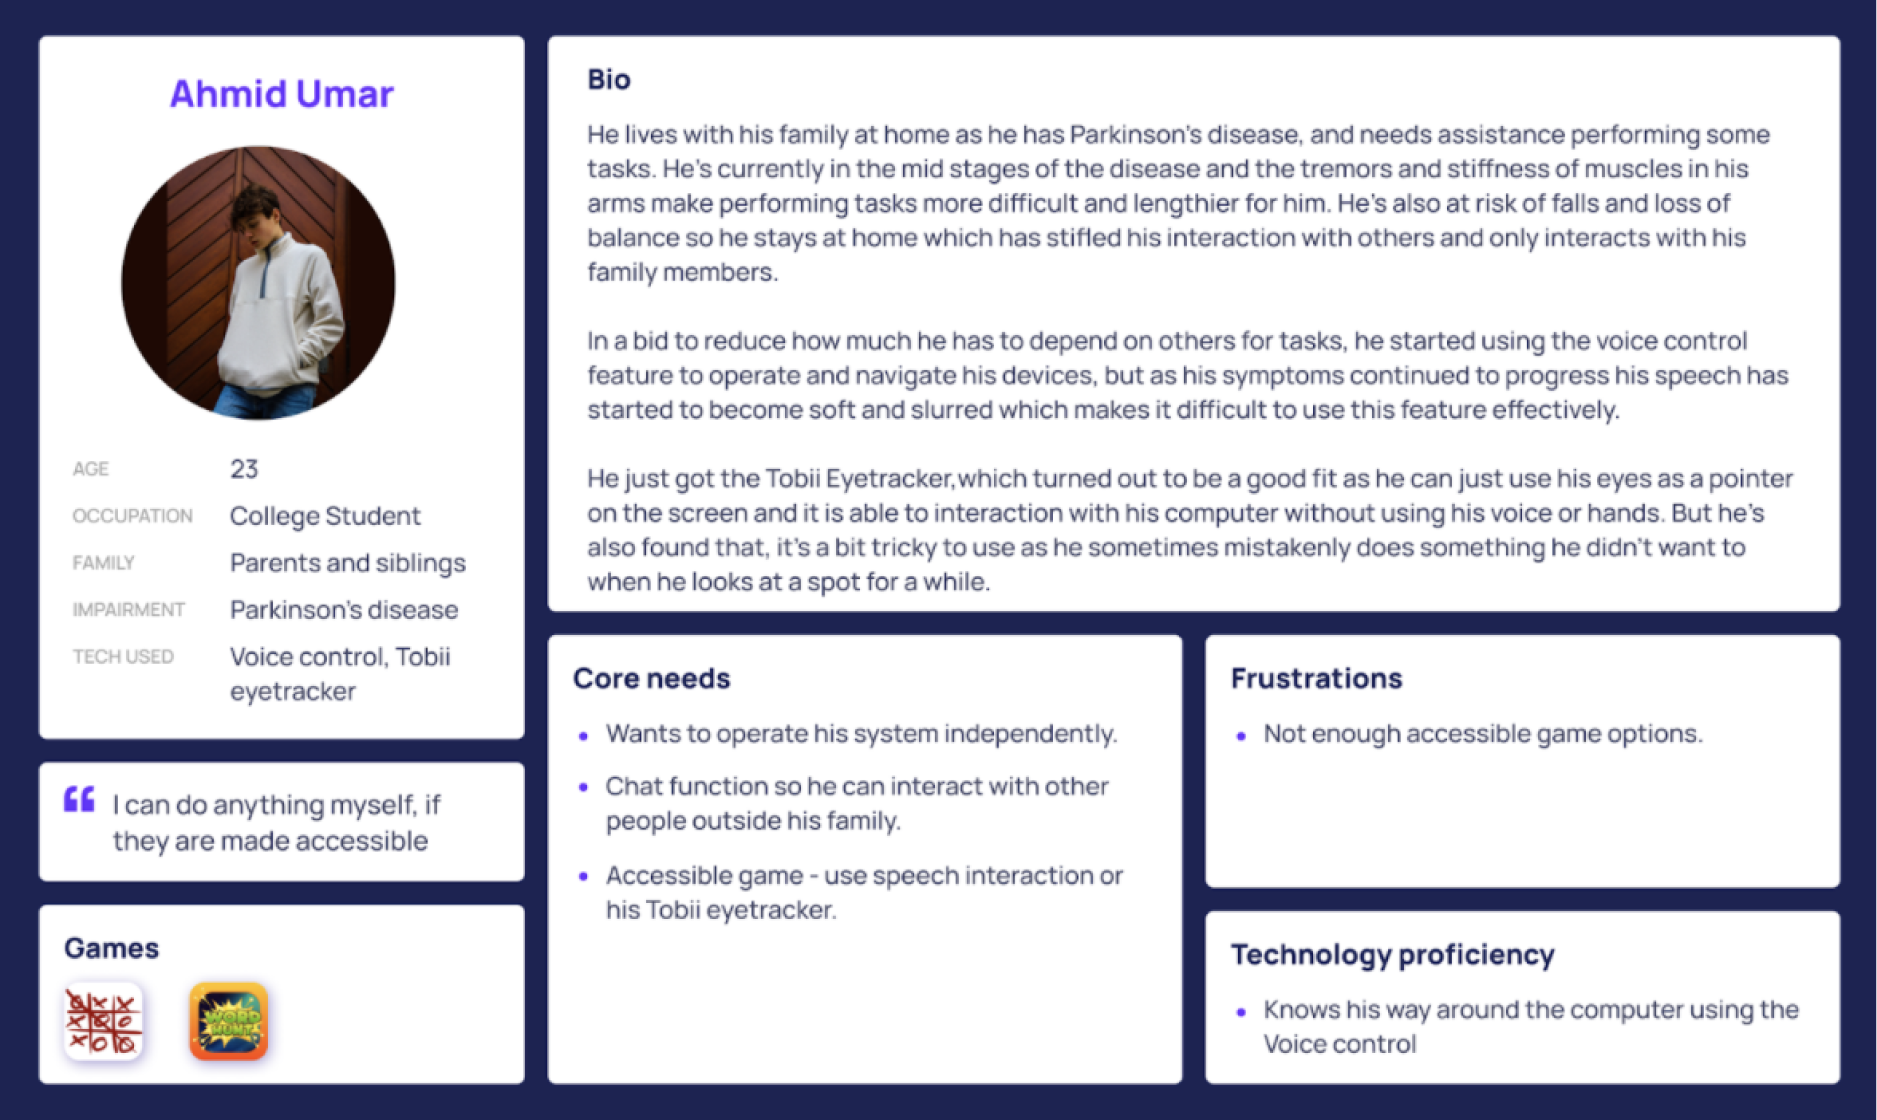 Ahmid Umar
AGE 23
OCCUPATION College Student
FAMILY Parents and siblings
IMPAIRMENT Parkinson's disease
TECH USED Voice control, Tobii
eyetracker
“ I can do anything myself, if
they are made accessible
Games
WORD
HUNT
Bio
He lives with his family at home as he has Parkinson's disease, and needs assistance performing some
tasks. He's currently in the mid stages of the disease and the tremors and stiffness of muscles in his
arms make performing tasks more difficult and lengthier for him. He's also at risk of falls and loss of
balance so he stays at home which has stifled his interaction with others and only interacts with his
family members.
In a bid to reduce how much he has to depend on others for tasks, he started using the voice control
feature to operate and navigate his devices, but as his symptoms continued to progress his speech has
started to become soft and slurred which makes it difficult to use this feature effectively.
He just got the Tobii Eyetracker,which turned out to be a good fit as he can just use his eyes as a pointer
on the screen and it is able to interaction with his computer without using his voice or hands. But he's
also found that, it's a bit tricky to use as he sometimes mistakenly does something he didn't want to
when he looks at a spot for a while.
Core needs
• Wants to operate his system independently.
• Chat function so he can interact with other
people outside his family.
• Accessible game - use speech interaction or
his Tobii eyetracker.
Frustrations
• Not enough accessible game options.
Technology proficiency
• Knows his way around the computer using the
Voice control